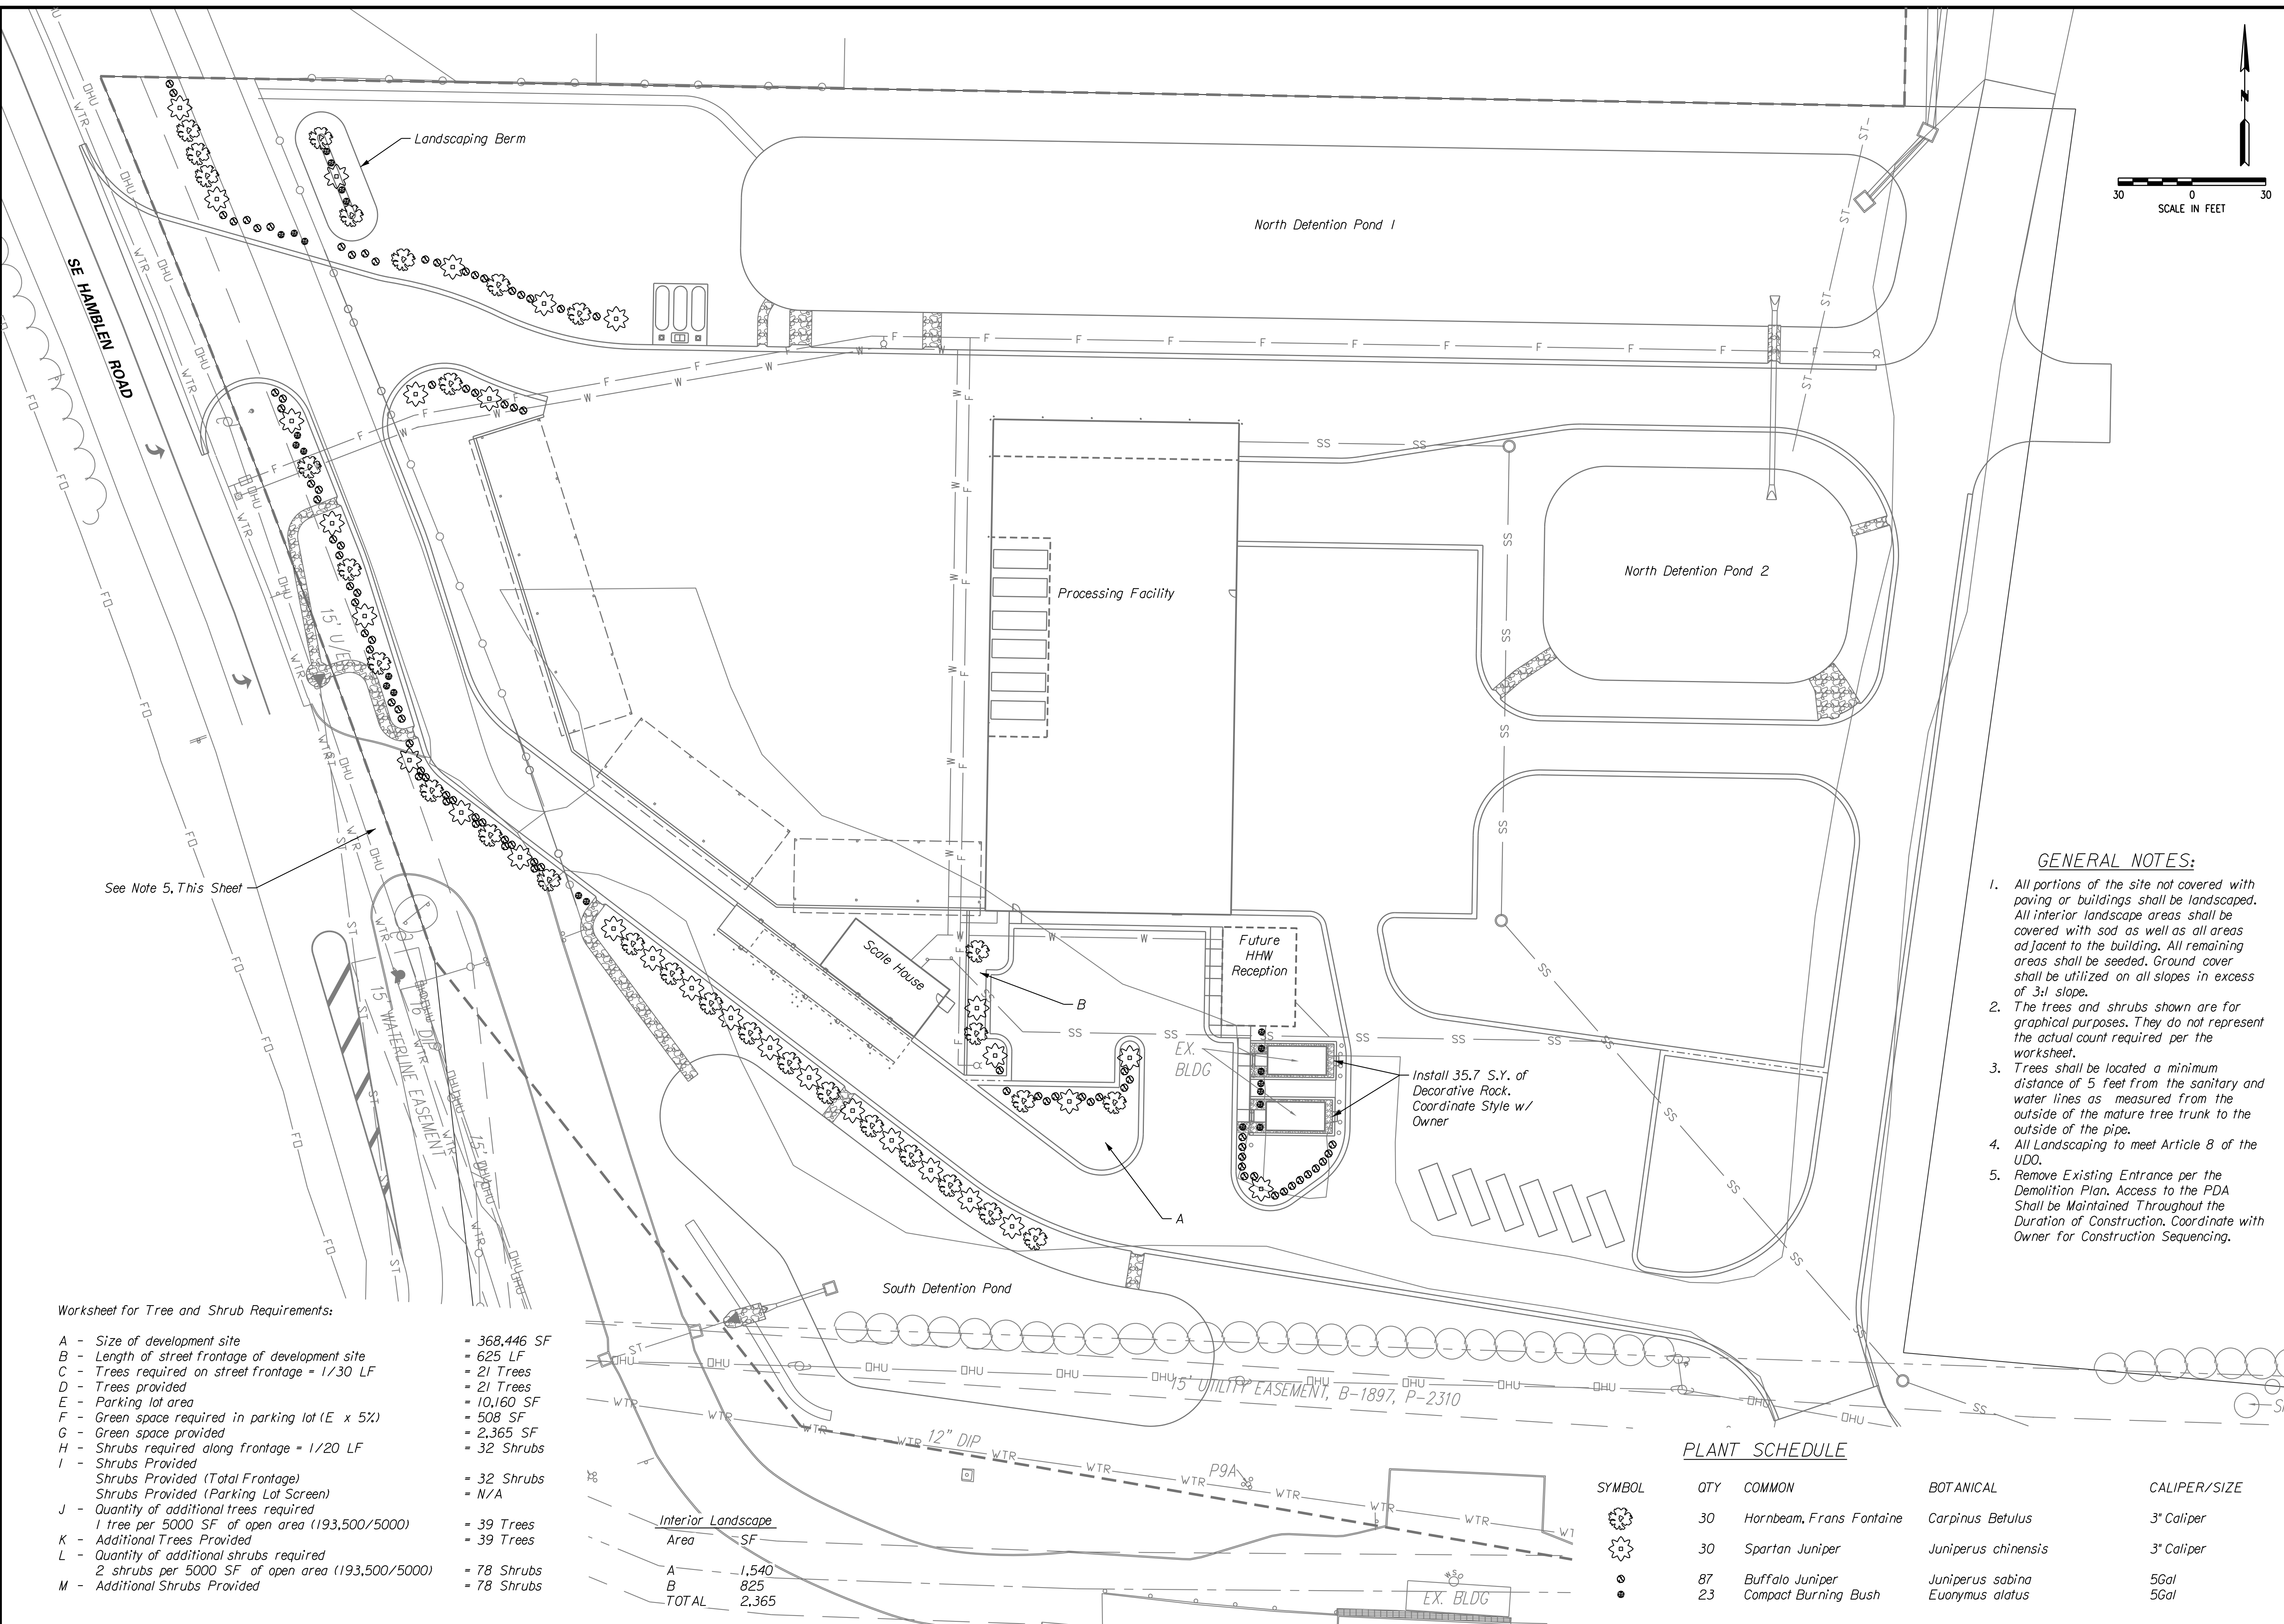 Landscaping Berm
North Detention Pond 1
N
30 0 30
SCALE IN FEET
SE HAMBLEN ROAD
North Detention Pond 2
Processing Facility
15' U/E
See Note 5, This Sheet
Scale House
Future
HHW
Reception
B
EX.
BLDG
Install 35.7 S.Y. of
Decorative Rock.
Coordinate Style w/
Owner
A
16" DIP
15' WATERLINE EASEMENT
15' U/E
South Detention Pond
15' UTILITY EASEMENT, B-1897, P-2310
12" DIP
P9A
EX. BLDG
OHU
WTR
FO
ST
SS
W
F
GENERAL NOTES:
1. All portions of the site not covered with
paving or buildings shall be landscaped.
All interior landscape areas shall be
covered with sod as well as all areas
adjacent to the building. All remaining
areas shall be seeded. Ground cover
shall be utilized on all slopes in excess
of 3:1 slope.
2. The trees and shrubs shown are for
graphical purposes. They do not represent
the actual count required per the
worksheet.
3. Trees shall be located a minimum
distance of 5 feet from the sanitary and
water lines as measured from the
outside of the mature tree trunk to the
outside of the pipe.
4. All Landscaping to meet Article 8 of the
UDO.
5. Remove Existing Entrance per the
Demolition Plan. Access to the PDA
Shall be Maintained Throughout the
Duration of Construction. Coordinate with
Owner for Construction Sequencing.
Worksheet for Tree and Shrub Requirements:
A - Size of development site = 368,446 SF
B - Length of street frontage of development site = 625 LF
C - Trees required on street frontage = 1/30 LF = 21 Trees
D - Trees provided = 21 Trees
E - Parking lot area = 10,160 SF
F - Green space required in parking lot (E x 5%) = 508 SF
G - Green space provided = 2,365 SF
H - Shrubs required along frontage = 1/20 LF = 32 Shrubs
I - Shrubs Provided
Shrubs Provided (Total Frontage) = 32 Shrubs
Shrubs Provided (Parking Lot Screen) = N/A
J - Quantity of additional trees required
1 tree per 5000 SF of open area (193,500/5000) = 39 Trees
K - Additional Trees Provided = 39 Trees
L - Quantity of additional shrubs required
2 shrubs per 5000 SF of open area (193,500/5000) = 78 Shrubs
M - Additional Shrubs Provided = 78 Shrubs
Interior Landscape
Area SF
A 1,540
B 825
TOTAL 2,365
PLANT SCHEDULE
SYMBOL QTY COMMON BOTANICAL CALIPER/SIZE
30 Hornbeam, Frans Fontaine Carpinus Betulus 3" Caliper
30 Spartan Juniper Juniperus chinensis 3" Caliper
87 Buffalo Juniper Juniperus sabina 5Gal
23 Compact Burning Bush Euonymus alatus 5Gal